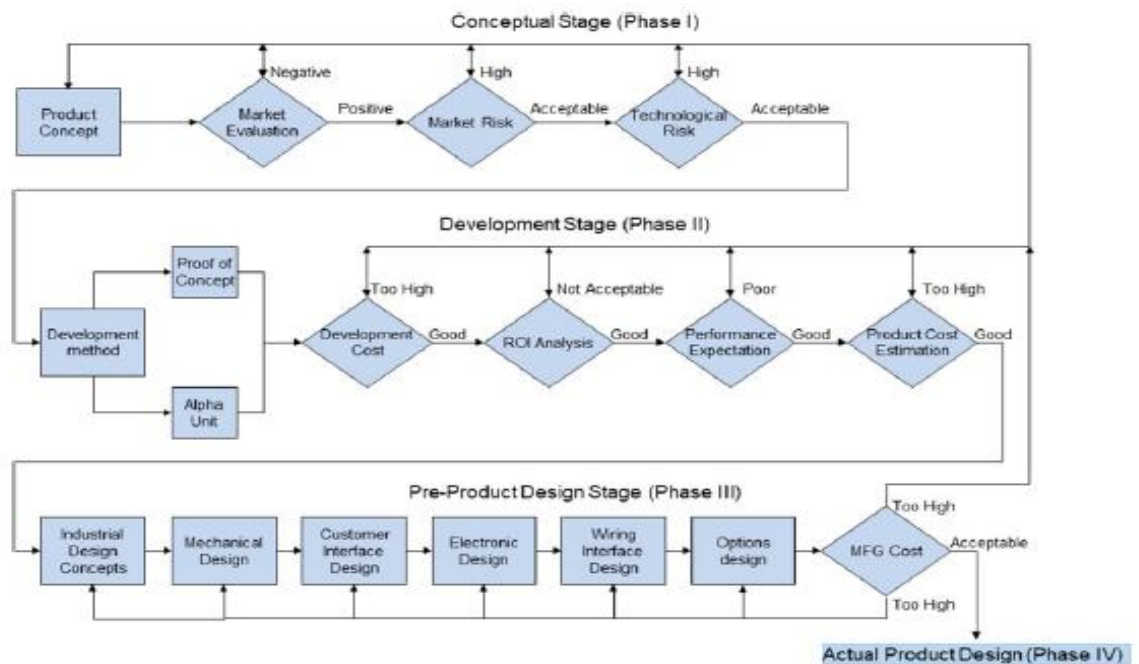 Conceptual Stage (Phase I)
Negative
High
High
Product
Concept
Market
Evaluation
Positive
Market Risk
Acceptable
Technological
Risk
Acceptable
Development Stage (Phase II)
Proof of
Concept
Too High
Not Acceptable
Poor
Too High
Development
method
Development
Cost
Good
ROI Analysis
Good
Performance
Expectation
Good
Product Cost
Estimation
Good
Alpha
Unit
Pre-Product Design Stage (Phase III)
Too High
Industrial
Design
Concepts
Mechanical
Design
Customer
Interface
Design
Electronic
Design
Wiring
Interface
Design
Options
design
MFG Cost
Acceptable
Too High
Actual Product Design (Phase IV)